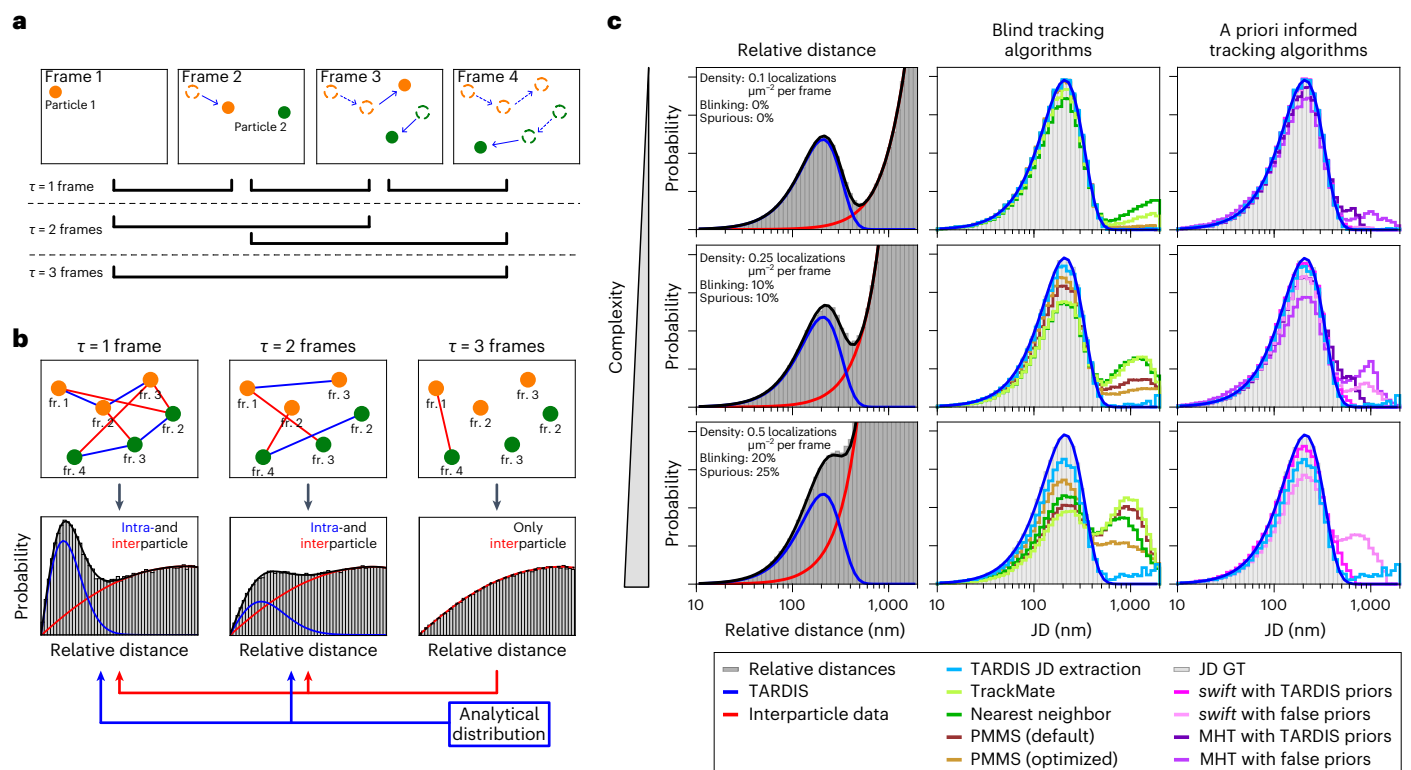 a
Frame 1
Particle 1
Frame 2
Particle 2
Frame 3
Frame 4
τ = 1 frame
τ = 2 frames
τ = 3 frames
b
τ = 1 frame
fr. 1
fr. 2
fr. 3
fr. 2
fr. 3
fr. 4
τ = 2 frames
fr. 1
fr. 2
fr. 3
fr. 2
fr. 3
fr. 4
τ = 3 frames
fr. 1
fr. 2
fr. 3
fr. 2
fr. 3
fr. 4
Probability
Intra-and
interparticle
Relative distance
Intra-and
interparticle
Relative distance
Only
interparticle
Relative distance
Analytical
distribution
c
Complexity
Relative distance
Blind tracking
algorithms
A priori informed
tracking algorithms
Probability
Density: 0.1 localizations
μm⁻² per frame
Blinking: 0%
Spurious: 0%
Probability
Density: 0.25 localizations
μm⁻² per frame
Blinking: 10%
Spurious: 10%
Probability
Density: 0.5 localizations
μm⁻² per frame
Blinking: 20%
Spurious: 25%
10 100 1,000
Relative distance (nm)
10 100 1,000
JD (nm)
10 100 1,000
JD (nm)
Relative distances
TARDIS
Interparticle data
TARDIS JD extraction
TrackMate
Nearest neighbor
PMMS (default)
PMMS (optimized)
JD GT
swift with TARDIS priors
swift with false priors
MHT with TARDIS priors
MHT with false priors